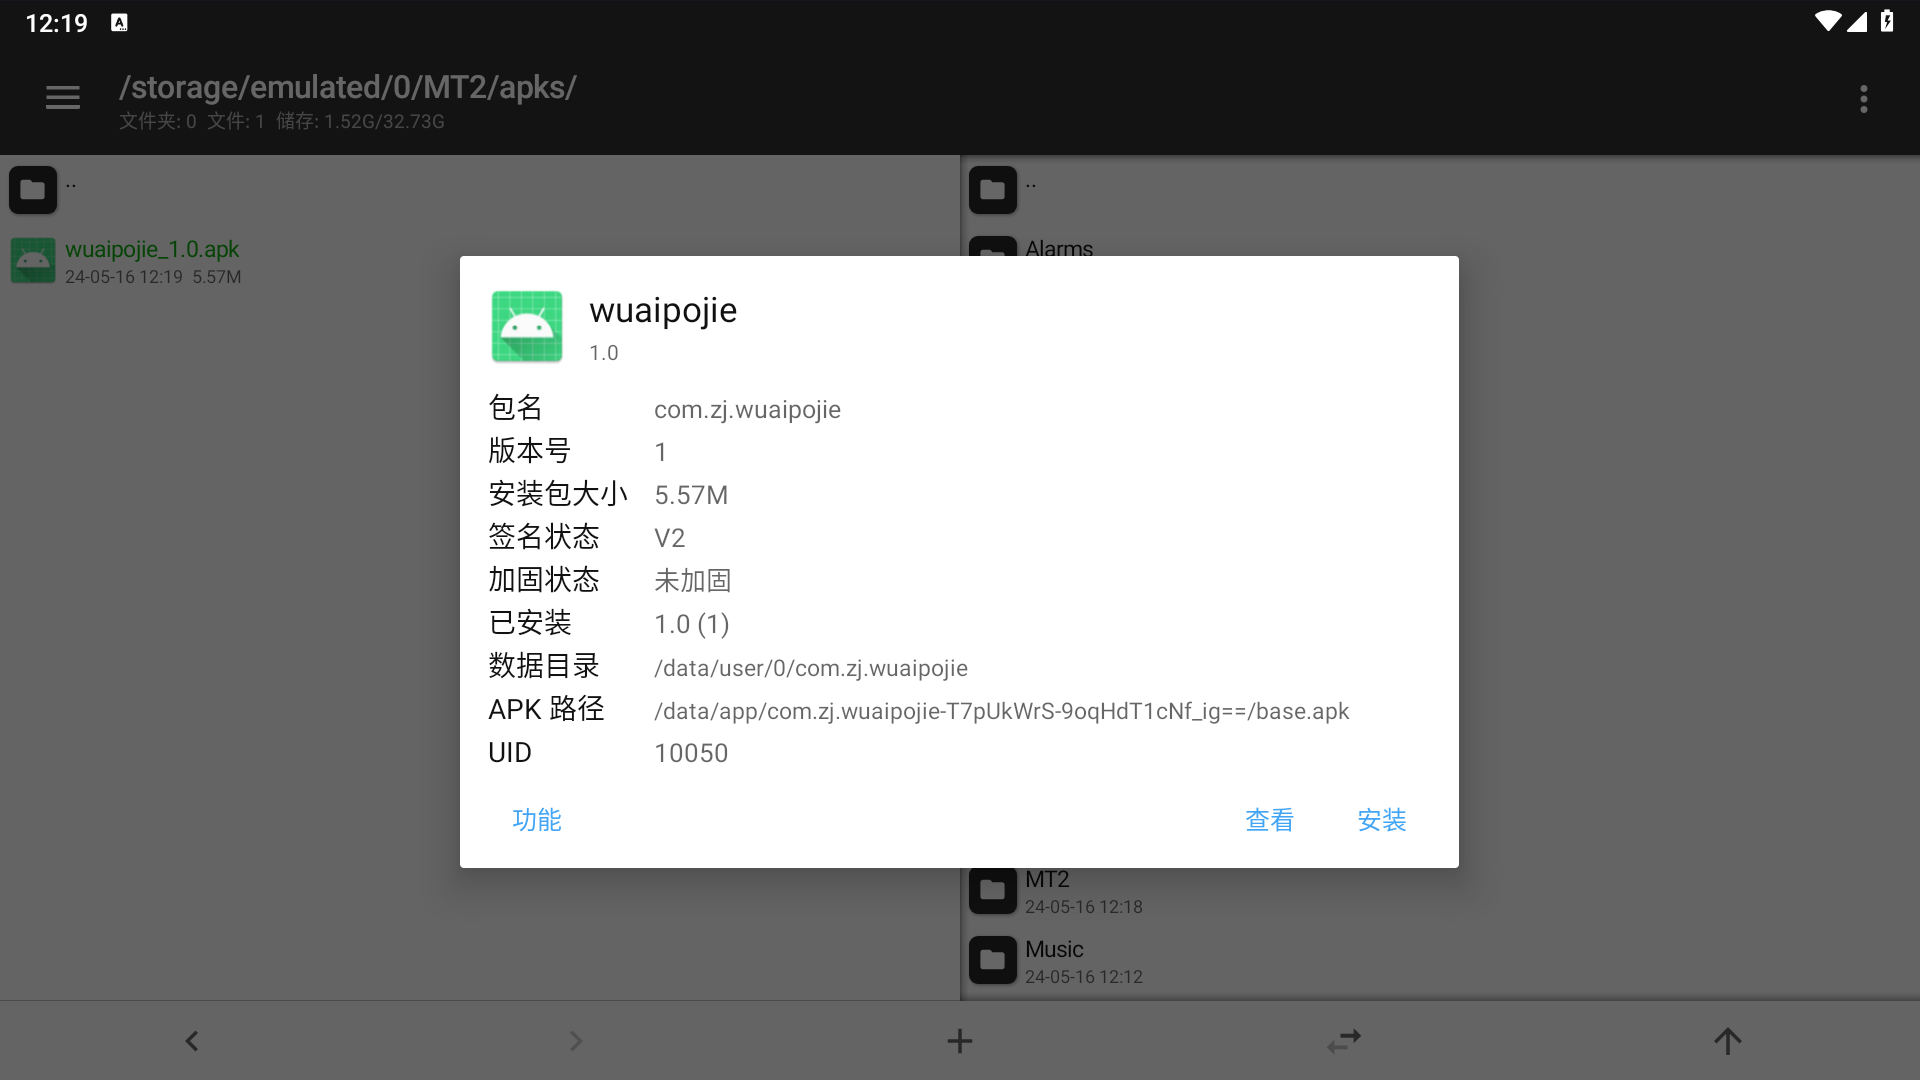 12:19
/storage/emulated/0/MT2/apks/
文件夹: 0 文件: 1 储存: 1.52G/32.73G
..
wuaipojie_1.0.apk
24-05-16 12:19 5.57M
..
Alarms
wuaipojie
1.0
包名 com.zj.wuaipojie
版本号 1
安装包大小 5.57M
签名状态 V2
加固状态 未加固
已安装 1.0 (1)
数据目录 /data/user/0/com.zj.wuaipojie
APK 路径 /data/app/com.zj.wuaipojie-T7pUkWrS-9oqHdT1cNf_ig==/base.apk
UID 10050
功能 查看 安装
MT2
24-05-16 12:18
Music
24-05-16 12:12